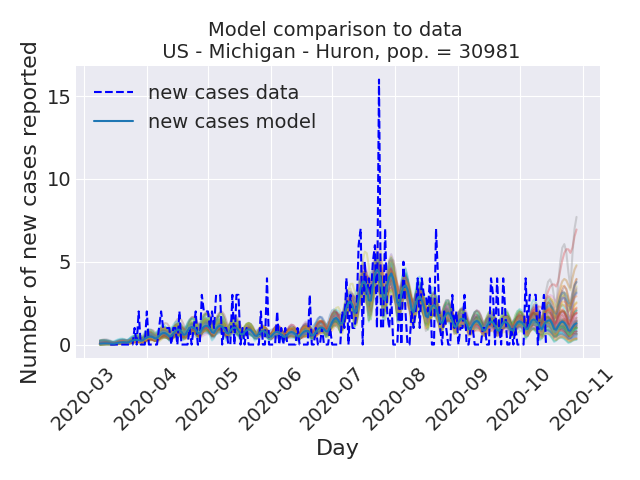 Model comparison to data
US - Michigan - Huron, pop. = 30981
Number of new cases reported
15
10
5
0
new cases data
new cases model
2020-03
2020-04
2020-05
2020-06
2020-07
2020-08
2020-09
2020-10
2020-11
Day